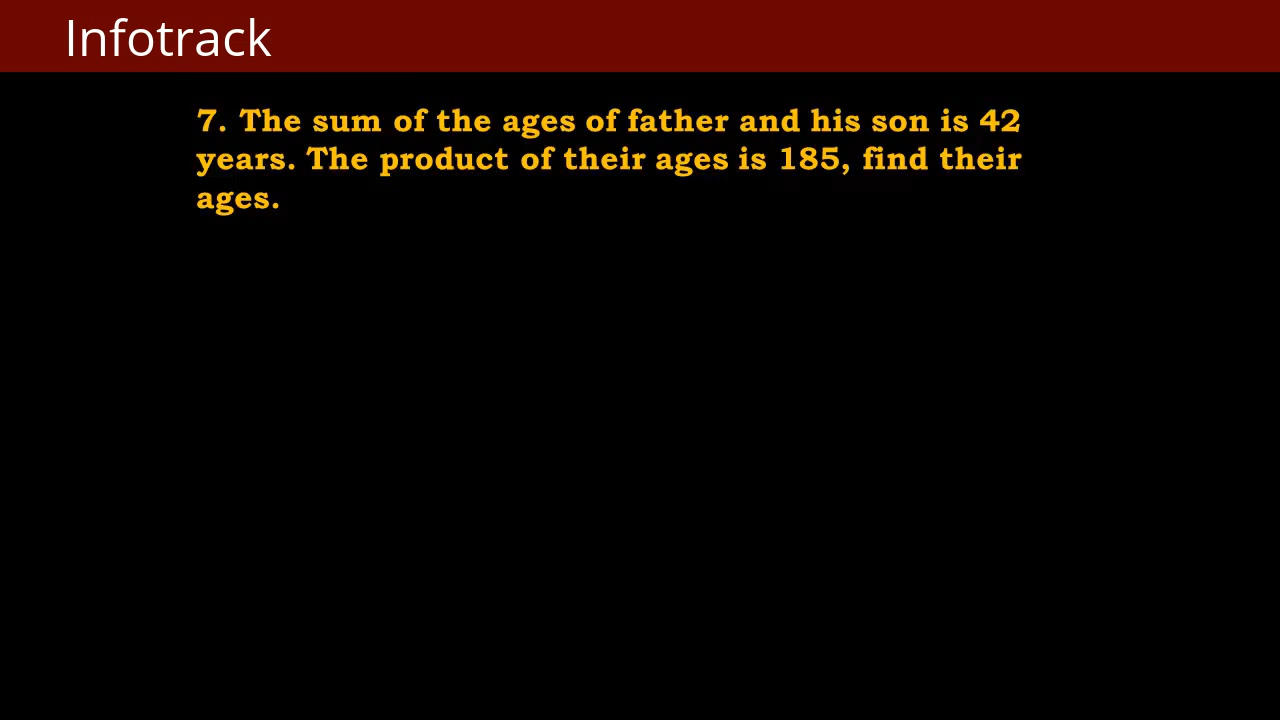 Infotrack
7. The sum of the ages of father and his son is 42
years. The product of their ages is 185, find their
ages.